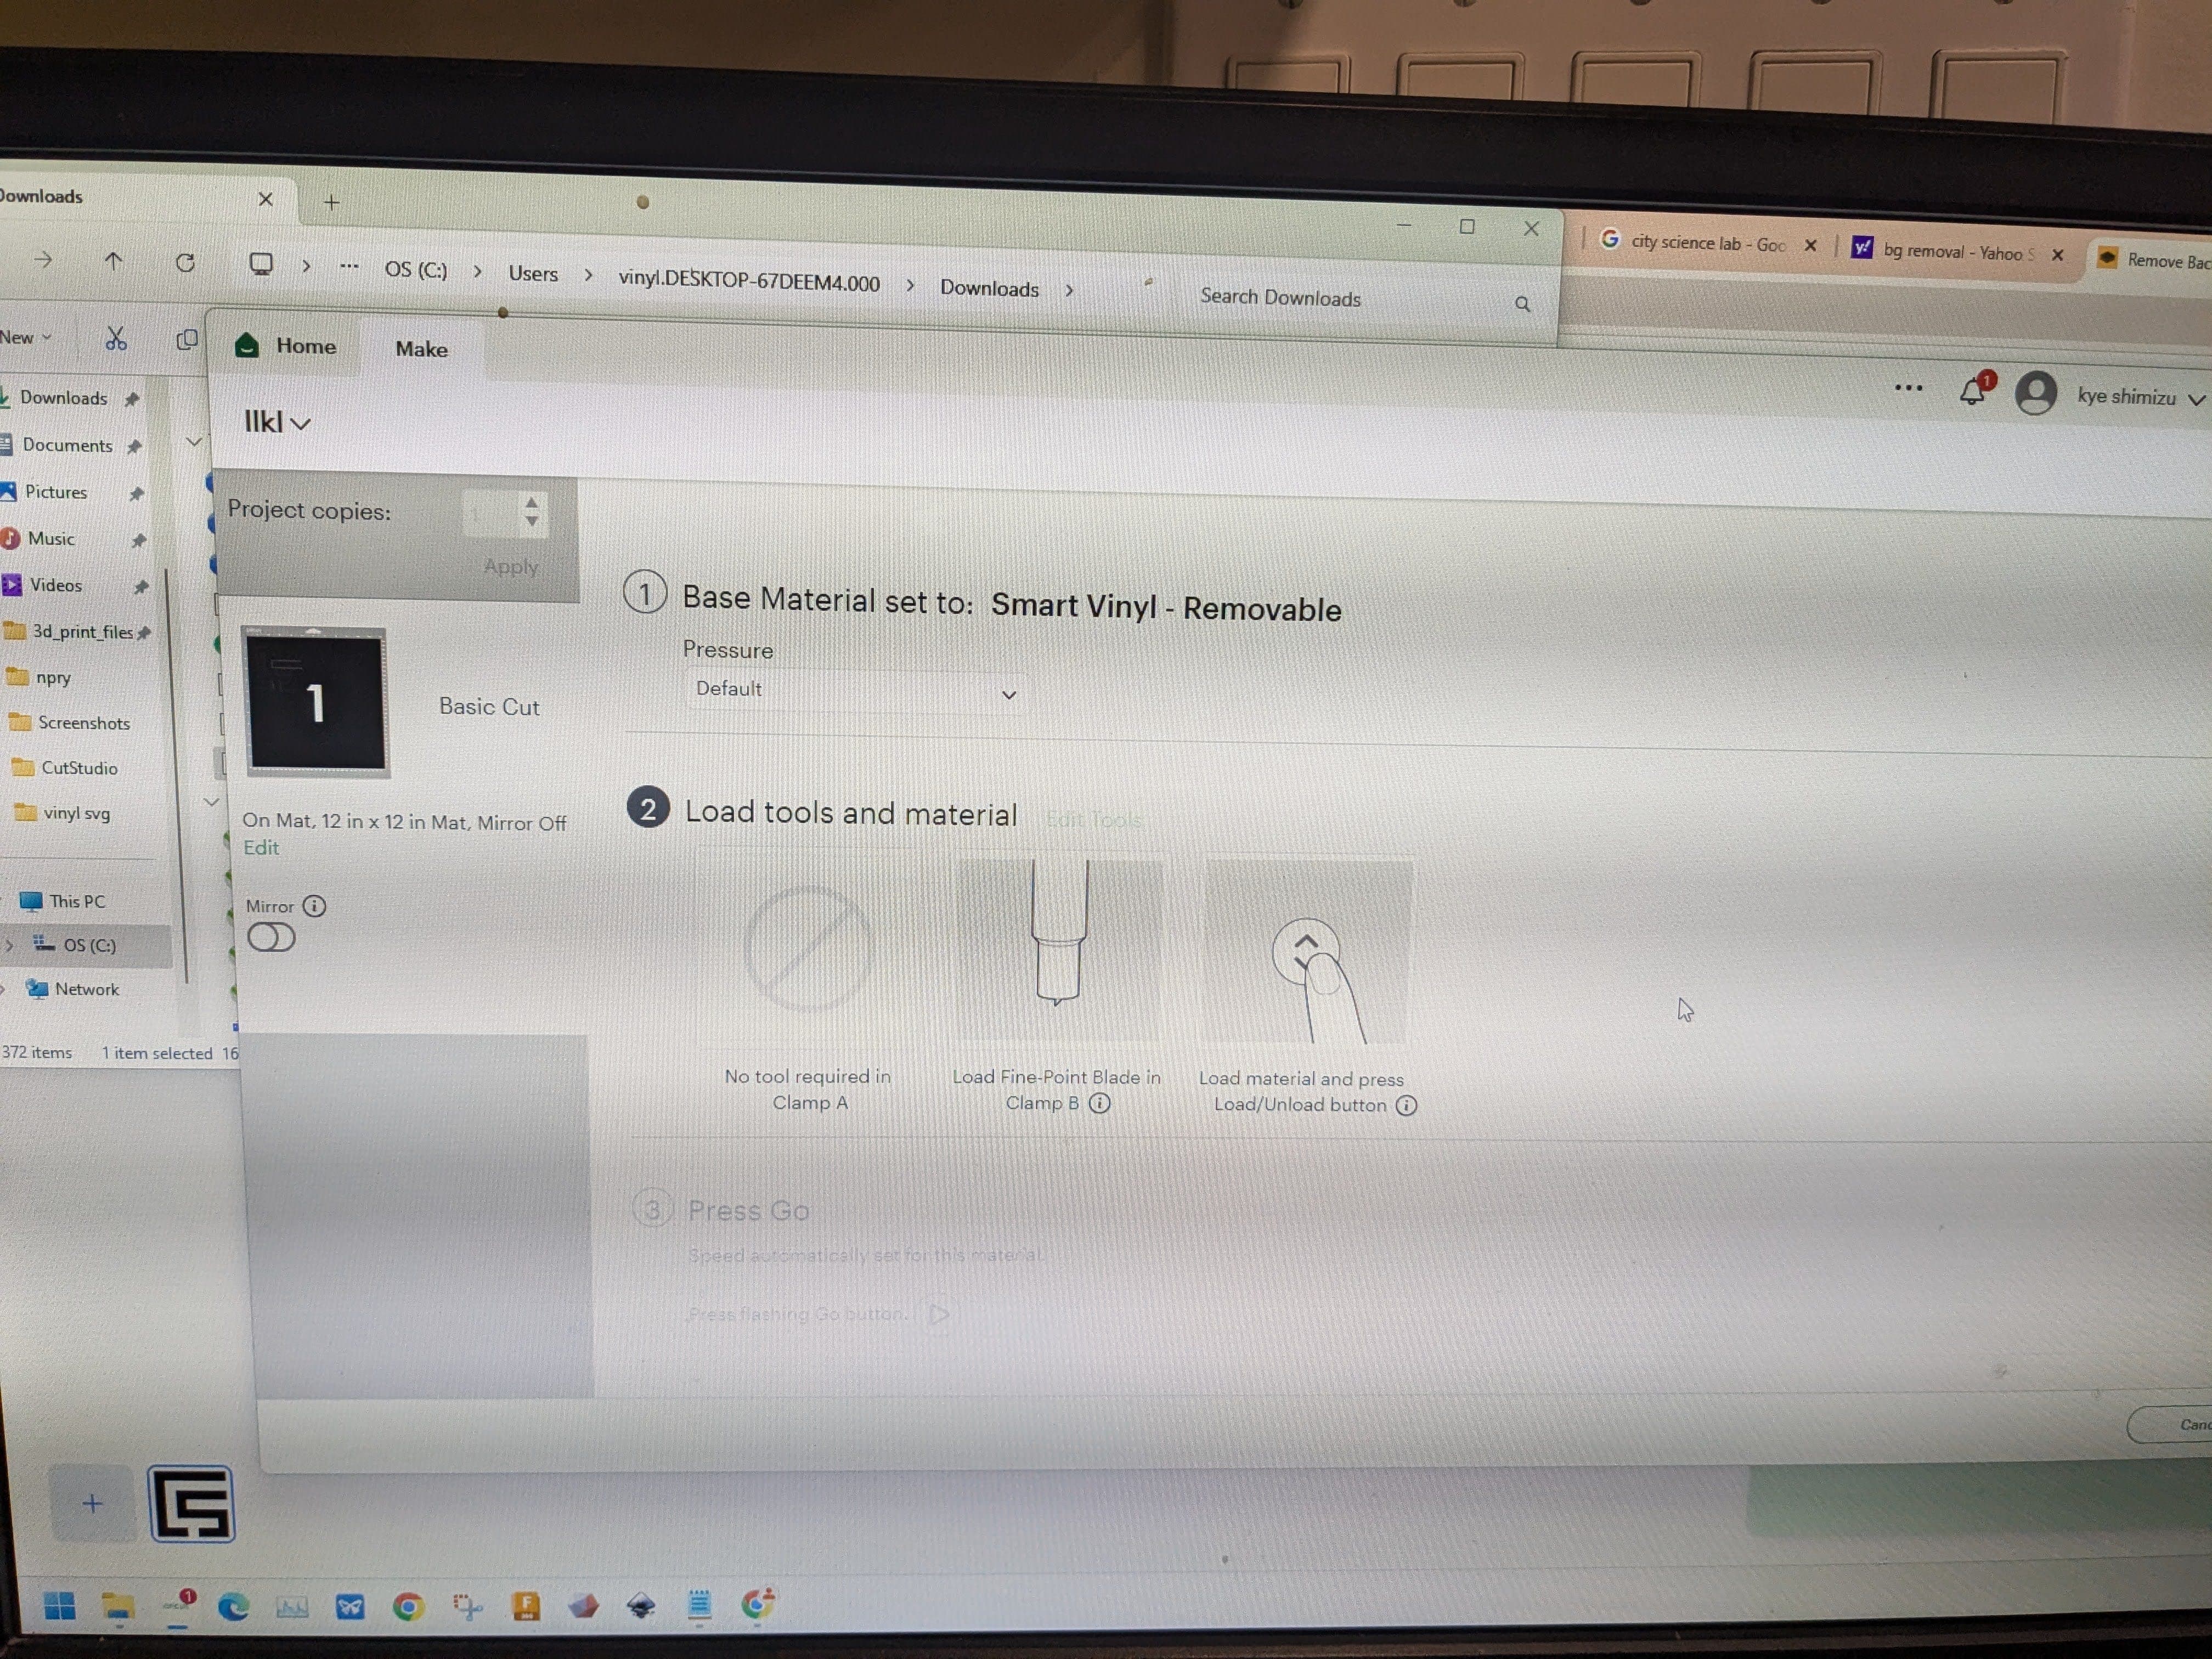 Downloads
city science lab - Goo
bg removal - Yahoo S
Remove Bac
OS (C:) Users vinyl.DESKTOP-67DEEM4.000 Downloads
Search Downloads
New
Home
Make
1
kye shimizu
llkl
Downloads
Documents
Pictures
Music
Videos
3d_print_files
npry
Screenshots
CutStudio
vinyl svg
This PC
OS (C:)
Network
372 items 1 item selected 16
Project copies:
1
Apply
1
Basic Cut
On Mat, 12 in x 12 in Mat, Mirror Off
Edit
Mirror
1 Base Material set to: Smart Vinyl - Removable
Pressure
Default
2 Load tools and material Edit Tools
No tool required in
Clamp A
Load Fine-Point Blade in
Clamp B
Load material and press
Load/Unload button
3 Press Go
Speed automatically set for this material.
Press flashing Go button.
Canc
1